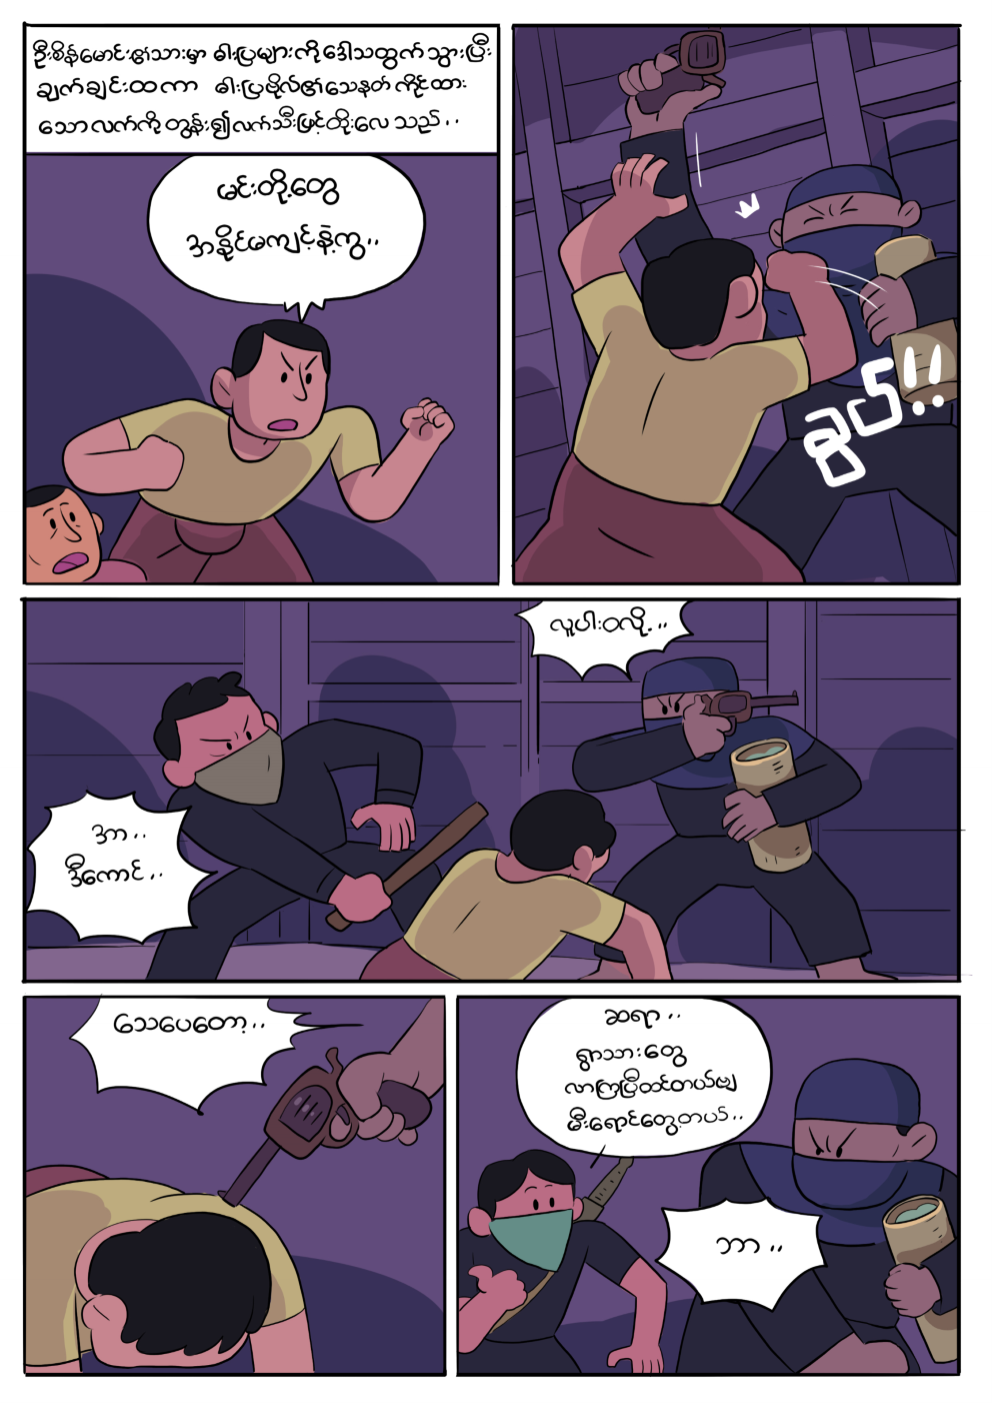 ဦးစိန်မောင်း၏သားမှာ ဓါးပြများကို ဒေါသထွက်သွားပြီး
ချက်ချင်းထကာ ဓါးပြဗိုလ်၏သေနတ်ကိုင်ထား
သောလက်ကို တွန်း၍လက်သီးဖြင့်ထိုးလေသည်..
မင်းတို့တွေ
အနိုင်မကျင့်နဲ့ကွ..
ခွပ်!!
လူပါးဝလို့..
အာ..
ဒီကောင်..
သေပေတော့..
ဆရာ..
ရွာသားတွေ
လာကြပြီထင်တယ်ဗျ
မီးရောင်တွေ့တယ်..
ဘာ..